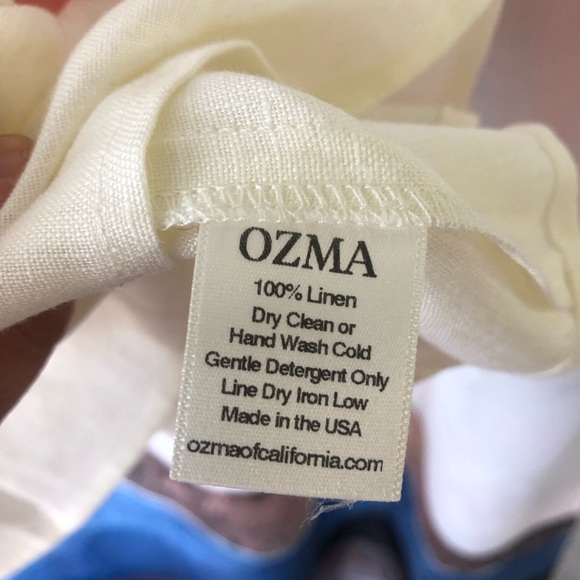 OZMA
100% Linen
Dry Clean or
Hand Wash Cold
Gentle Detergent Only
Line Dry Iron Low
Made in the USA
ozmaofcalifornia.com